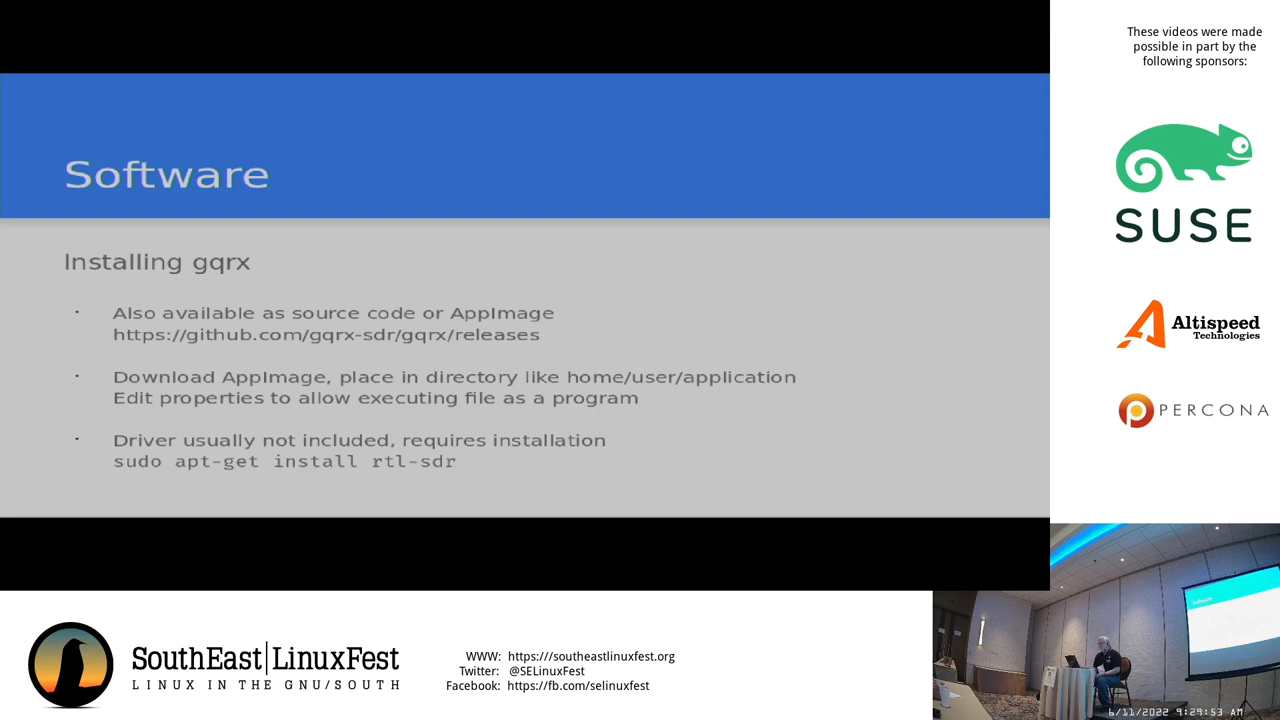 Software
Installing gqrx
· Also available as source code or AppImage
https://github.com/gqrx-sdr/gqrx/releases
· Download AppImage, place in directory like home/user/application
Edit properties to allow executing file as a program
· Driver usually not included, requires installation
sudo apt-get install rtl-sdr
These videos were made
possible in part by the
following sponsors:
SUSE
Altispeed
Technologies
PERCONA
Software
6/11/2022 9:29:53 AM
SouthEast|LinuxFest
LINUX IN THE GNU/SOUTH
WWW: https:///southeastlinuxfest.org
Twitter: @SELinuxFest
Facebook: https://fb.com/selinuxfest